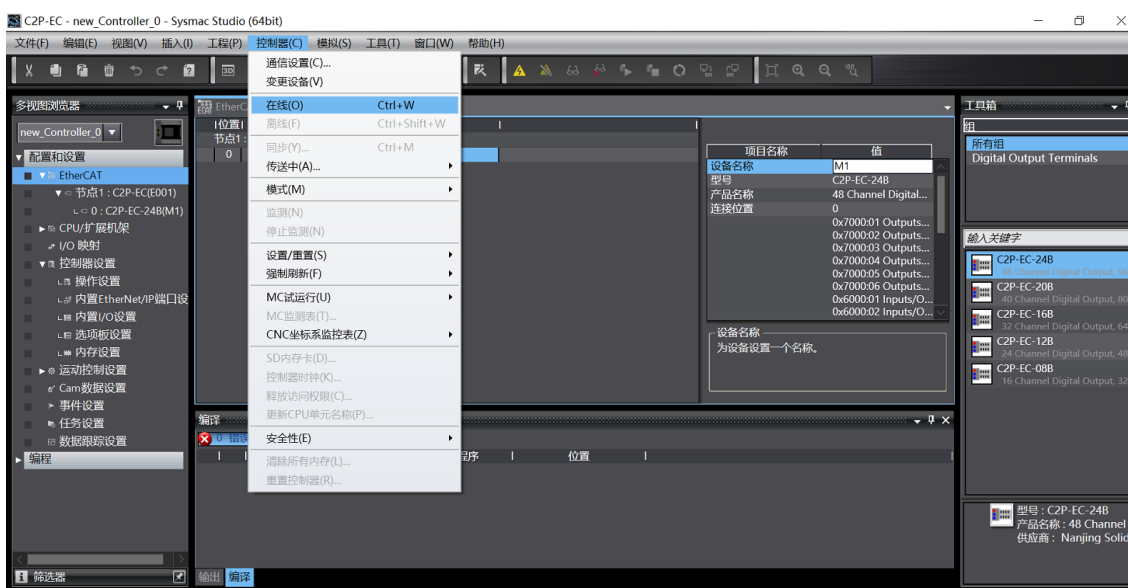 C2P-EC - new_Controller_0 - Sysmac Studio (64bit)
文件(F) 编辑(E) 视图(V) 插入(I) 工程(P) 控制器(C) 模拟(S) 工具(T) 窗口(W) 帮助(H)
通信设置(C)...
变更设备(V)
在线(O) Ctrl+W
离线(F) Ctrl+Shift+W
同步(Y)... Ctrl+M
传送中(A)...
模式(M)
监测(N)
停止监测(N)
设置/重置(S)
强制刷新(F)
MC试运行(U)
MC监测表(T)...
CNC坐标系监控表(Z)
SD内存卡(D)...
控制器时钟(K)...
释放访问权限(C)...
更新CPU单元名称(P)...
安全性(E)
清除所有内存(L)...
重置控制器(R)...
多视图浏览器
new_Controller_0
配置和设置
EtherCAT
节点1 : C2P-EC(E001)
0 : C2P-EC-24B(M1)
CPU/扩展机架
I/O 映射
控制器设置
操作设置
内置EtherNet/IP端口设
内置I/O设置
选项板设置
内存设置
运动控制设置
Cam数据设置
事件设置
任务设置
数据跟踪设置
编程
筛选器
EtherC
位置
节点1 :
0
项目名称 值
设备名称 M1
型号 C2P-EC-24B
产品名称 48 Channel Digital...
连接位置 0
0x7000:01 Outputs...
0x7000:02 Outputs...
0x7000:03 Outputs...
0x7000:04 Outputs...
0x7000:05 Outputs...
0x7000:06 Outputs...
0x6000:01 Inputs/O...
0x6000:02 Inputs/O...
设备名称
为设备设置一个名称。
编译
0 错误
程序 位置
输出 编译
工具箱
组
所有组
Digital Output Terminals
输入关键字
C2P-EC-24B
48 Channel Digital Output, 96
C2P-EC-20B
40 Channel Digital Output, 80
C2P-EC-16B
32 Channel Digital Output, 64
C2P-EC-12B
24 Channel Digital Output, 48
C2P-EC-08B
16 Channel Digital Output, 32
型号 : C2P-EC-24B
产品名称 : 48 Channel
供应商 : Nanjing Solid